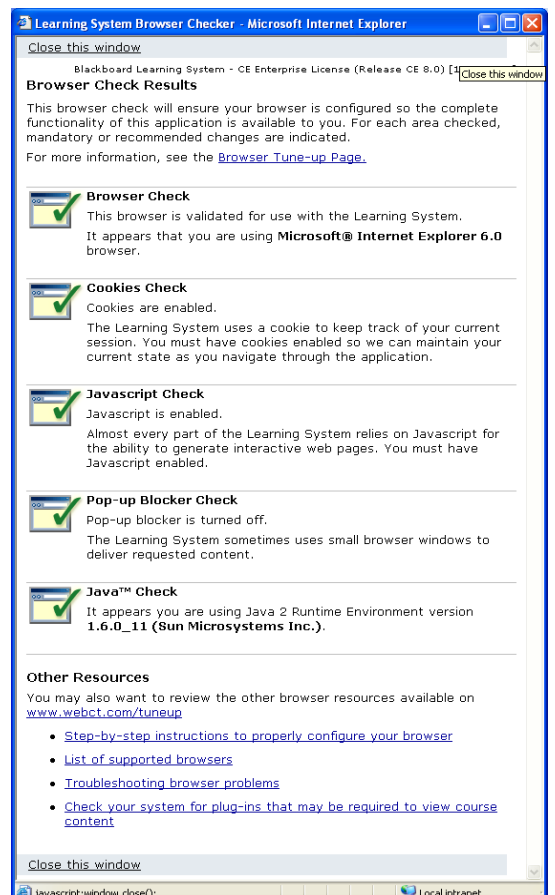 Learning System Browser Checker - Microsoft Internet Explorer
Close this window
Blackboard Learning System - CE Enterprise License (Release CE 8.0)
Close this window
Browser Check Results
This browser check will ensure your browser is configured so the complete
functionality of this application is available to you. For each area checked,
mandatory or recommended changes are indicated.
For more information, see the Browser Tune-up Page.
Browser Check
This browser is validated for use with the Learning System.
It appears that you are using Microsoft® Internet Explorer 6.0
browser.
Cookies Check
Cookies are enabled.
The Learning System uses a cookie to keep track of your current
session. You must have cookies enabled so we can maintain your
current state as you navigate through the application.
Javascript Check
Javascript is enabled.
Almost every part of the Learning System relies on Javascript for
the ability to generate interactive web pages. You must have
Javascript enabled.
Pop-up Blocker Check
Pop-up blocker is turned off.
The Learning System sometimes uses small browser windows to
deliver requested content.
Java™ Check
It appears you are using Java 2 Runtime Environment version
1.6.0_11 (Sun Microsystems Inc.).
Other Resources
You may also want to review the other browser resources available on
www.webct.com/tuneup
• Step-by-step instructions to properly configure your browser
• List of supported browsers
• Troubleshooting browser problems
• Check your system for plug-ins that may be required to view course
content
Close this window
javascript:window.close();
Local intranet